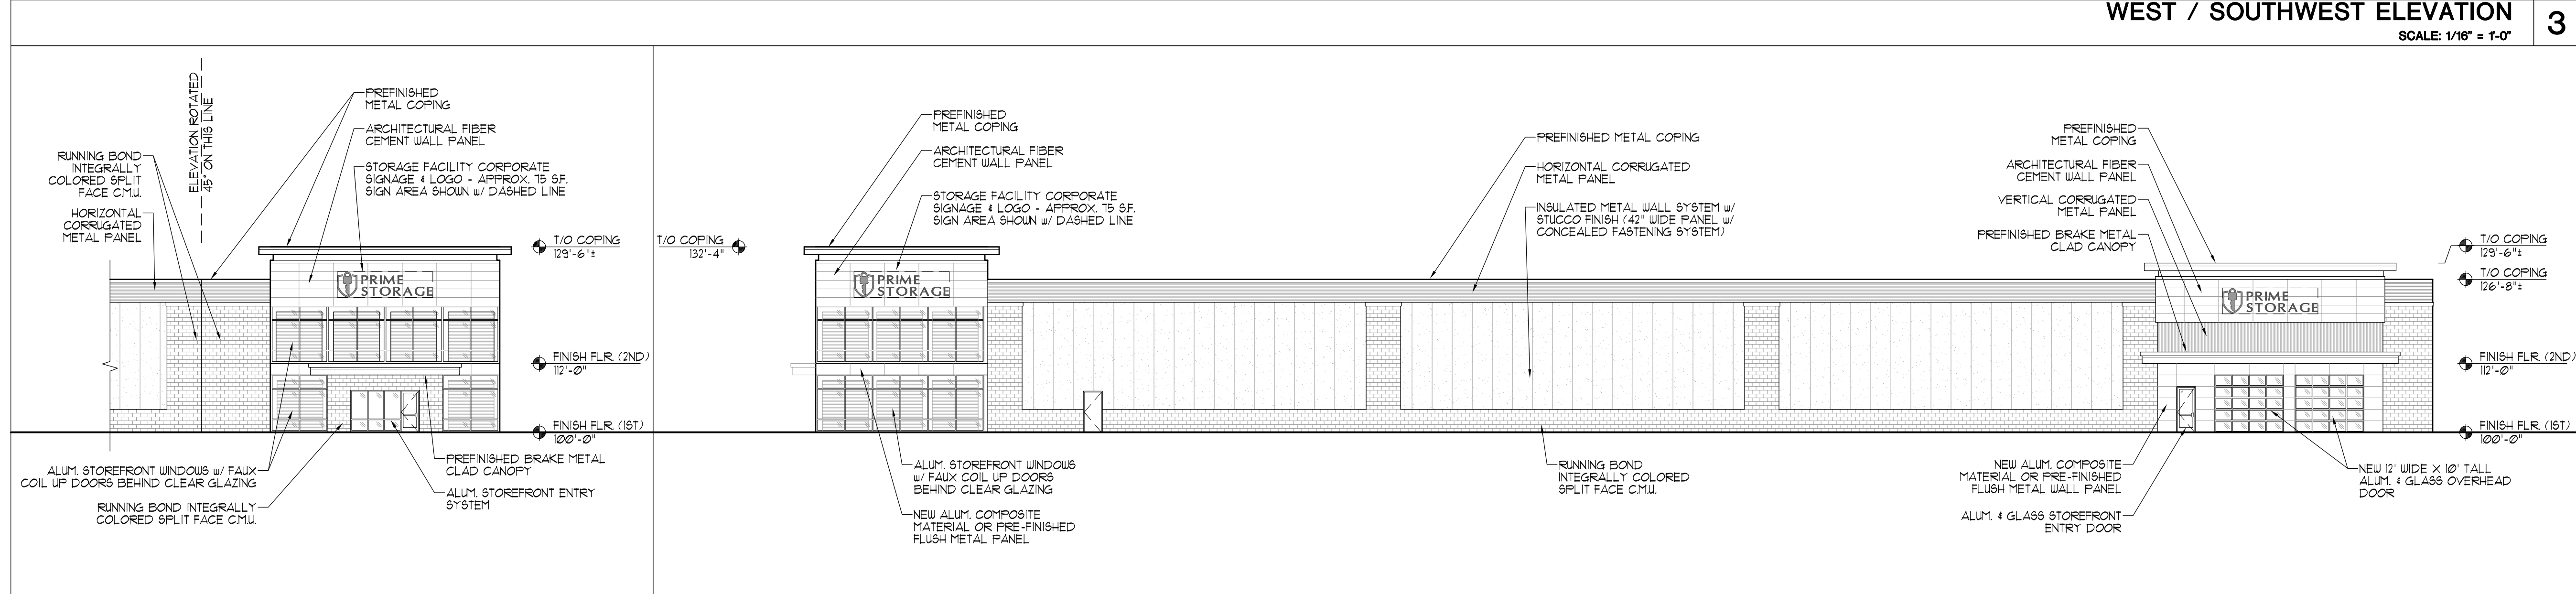 WEST / SOUTHWEST ELEVATION
SCALE: 1/16" = 1'-0"
3
ELEVATION ROTATED
45° ON THIS LINE
RUNNING BOND
INTEGRALLY
COLORED SPLIT
FACE C.M.U.
HORIZONTAL
CORRUGATED
METAL PANEL
PREFINISHED
METAL COPING
ARCHITECTURAL FIBER
CEMENT WALL PANEL
STORAGE FACILITY CORPORATE
SIGNAGE & LOGO - APPROX. 75 S.F.
SIGN AREA SHOWN w/ DASHED LINE
T/O COPING
129'-6"±
PRIME
STORAGE
FINISH FLR. (2ND)
112'-0"
FINISH FLR. (1ST)
100'-0"
ALUM. STOREFRONT WINDOWS w/ FAUX
COIL UP DOORS BEHIND CLEAR GLAZING
RUNNING BOND INTEGRALLY
COLORED SPLIT FACE C.M.U.
PREFINISHED BRAKE METAL
CLAD CANOPY
ALUM. STOREFRONT ENTRY
SYSTEM
T/O COPING
132'-4"
PREFINISHED
METAL COPING
ARCHITECTURAL FIBER
CEMENT WALL PANEL
STORAGE FACILITY CORPORATE
SIGNAGE & LOGO - APPROX. 75 S.F.
SIGN AREA SHOWN w/ DASHED LINE
PRIME
STORAGE
ALUM. STOREFRONT WINDOWS
w/ FAUX COIL UP DOORS
BEHIND CLEAR GLAZING
NEW ALUM. COMPOSITE
MATERIAL OR PRE-FINISHED
FLUSH METAL PANEL
PREFINISHED METAL COPING
HORIZONTAL CORRUGATED
METAL PANEL
INSULATED METAL WALL SYSTEM w/
STUCCO FINISH (42" WIDE PANEL w/
CONCEALED FASTENING SYSTEM)
RUNNING BOND
INTEGRALLY COLORED
SPLIT FACE C.M.U.
PREFINISHED
METAL COPING
ARCHITECTURAL FIBER
CEMENT WALL PANEL
VERTICAL CORRUGATED
METAL PANEL
PREFINISHED BRAKE METAL
CLAD CANOPY
PRIME
STORAGE
T/O COPING
129'-6"±
T/O COPING
126'-8"±
FINISH FLR. (2ND)
112'-0"
FINISH FLR. (1ST)
100'-0"
NEW ALUM. COMPOSITE
MATERIAL OR PRE-FINISHED
FLUSH METAL WALL PANEL
ALUM. & GLASS STOREFRONT
ENTRY DOOR
NEW 12' WIDE X 10' TALL
ALUM. & GLASS OVERHEAD
DOOR